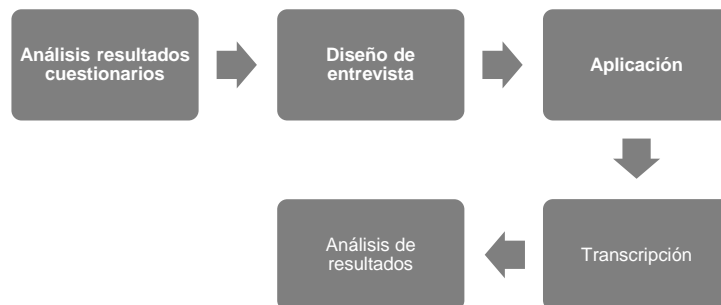 Análisis resultados
cuestionarios
Diseño de
entrevista
Aplicación
Transcripción
Análisis de
resultados